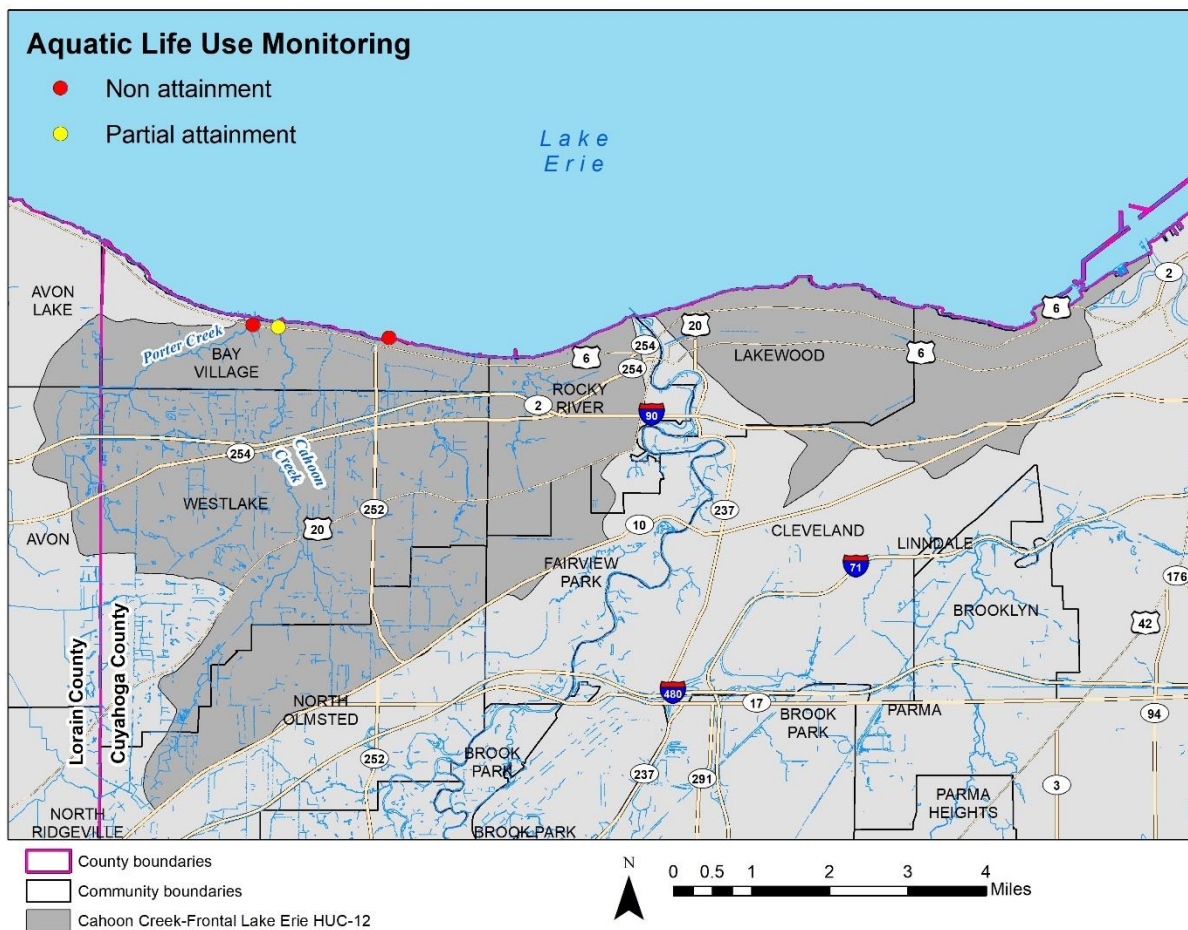 Aquatic Life Use Monitoring
Non attainment
Partial attainment
Lake
Erie
2
AVON
LAKE
6
Porter Creek
BAY
VILLAGE
20
254
6
LAKEWOOD
6
254
ROCKY
RIVER
2
90
254
Cahoon
Creek
WESTLAKE
252
20
237
10
CLEVELAND
LINNDALE
AVON
FAIRVIEW
PARK
71
176
BROOKLYN
42
Lorain County
Cuyahoga County
NORTH
OLMSTED
480
17
BROOK
PARK
PARMA
94
252
BROOK
PARK
237
291
3
PARMA
HEIGHTS
NORTH
RIDGEVILLE
BROOK PARK
County boundaries
Community boundaries
Cahoon Creek-Frontal Lake Erie HUC-12
N
0 0.5 1 2 3 4
Miles